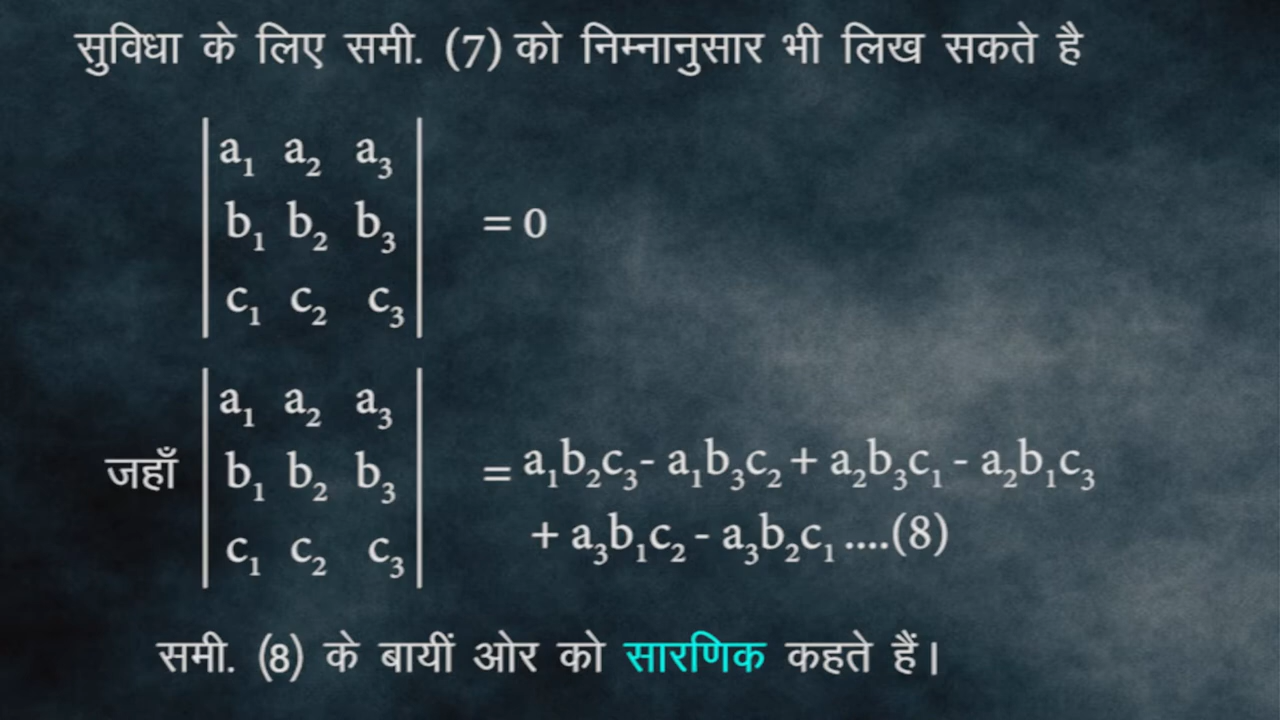 सुविधा के लिए समी. (7) को निम्नानुसार भी लिख सकते है
a₁ a₂ a₃
b₁ b₂ b₃ = 0
c₁ c₂ c₃
a₁ a₂ a₃
जहाँ b₁ b₂ b₃ = a₁b₂c₃- a₁b₃c₂ + a₂b₃c₁ - a₂b₁c₃
c₁ c₂ c₃ + a₃b₁c₂ - a₃b₂c₁ ....(8)
समी. (8) के बायीं ओर को सारणिक कहते हैं।